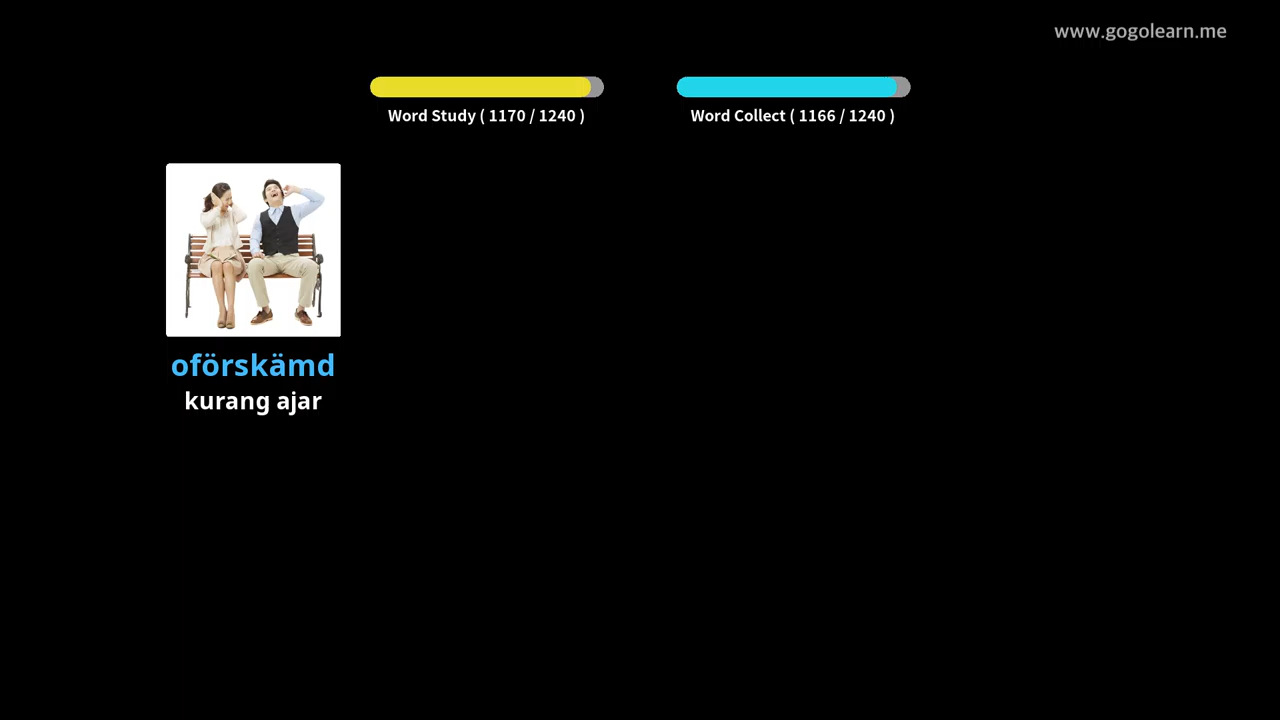 www.gogolearn.me
Word Study ( 1170 / 1240 )
Word Collect ( 1166 / 1240 )
oförskämd
kurang ajar